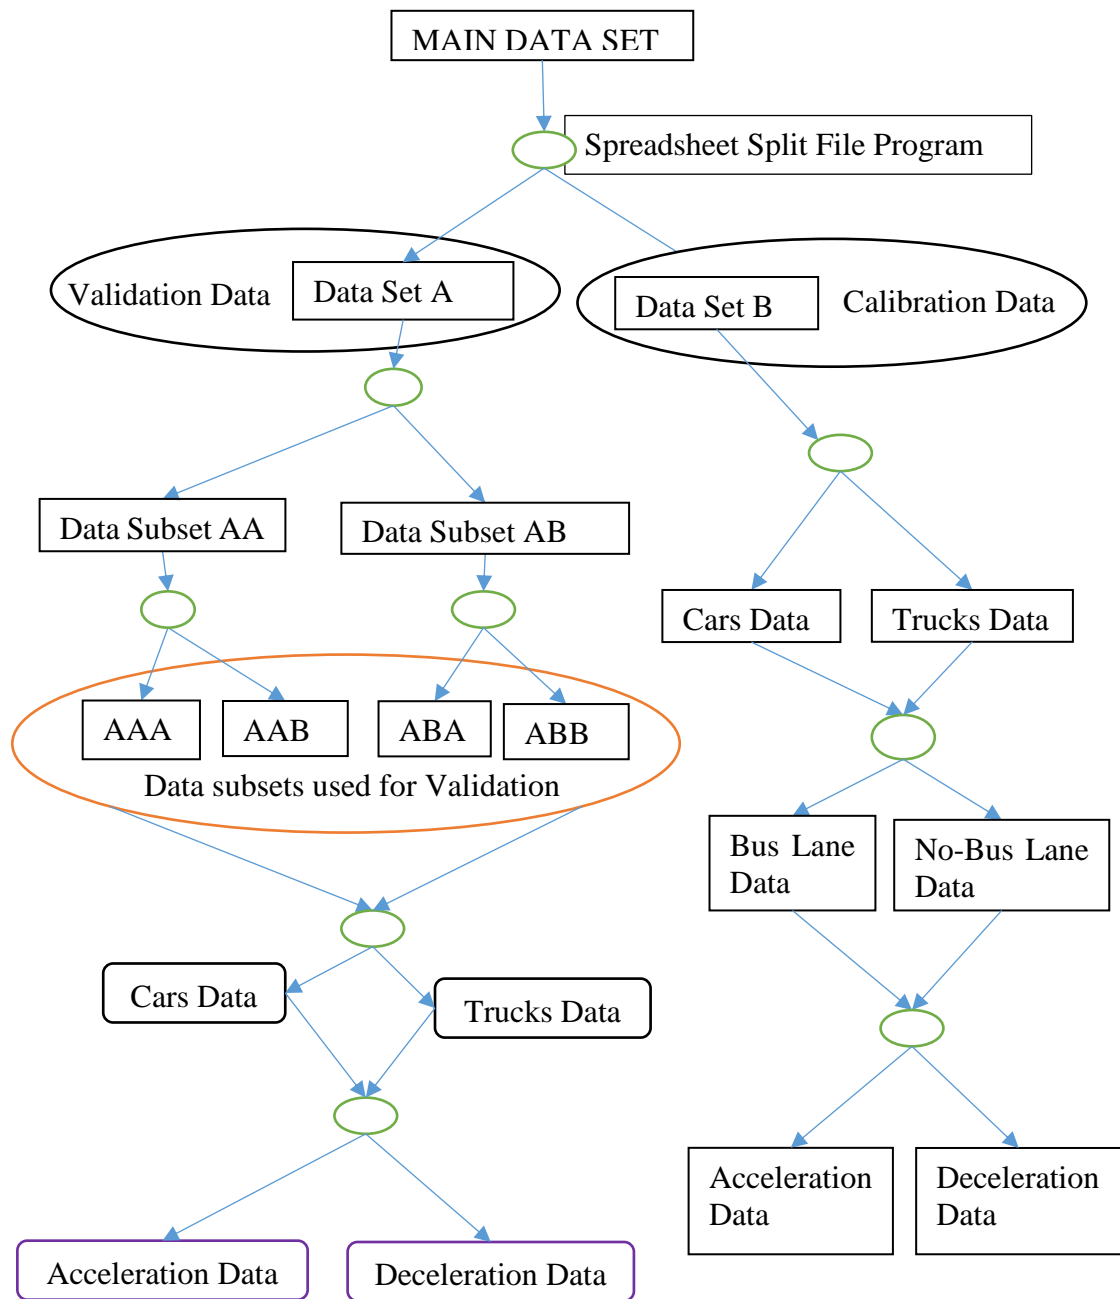 MAIN DATA SET
Spreadsheet Split File Program
Validation Data
Data Set A
Data Set B
Calibration Data
Data Subset AA
Data Subset AB
Cars Data
Trucks Data
AAA
AAB
ABA
ABB
Data subsets used for Validation
Bus Lane
Data
No-Bus Lane
Data
Cars Data
Trucks Data
Acceleration
Data
Deceleration
Data
Acceleration Data
Deceleration Data